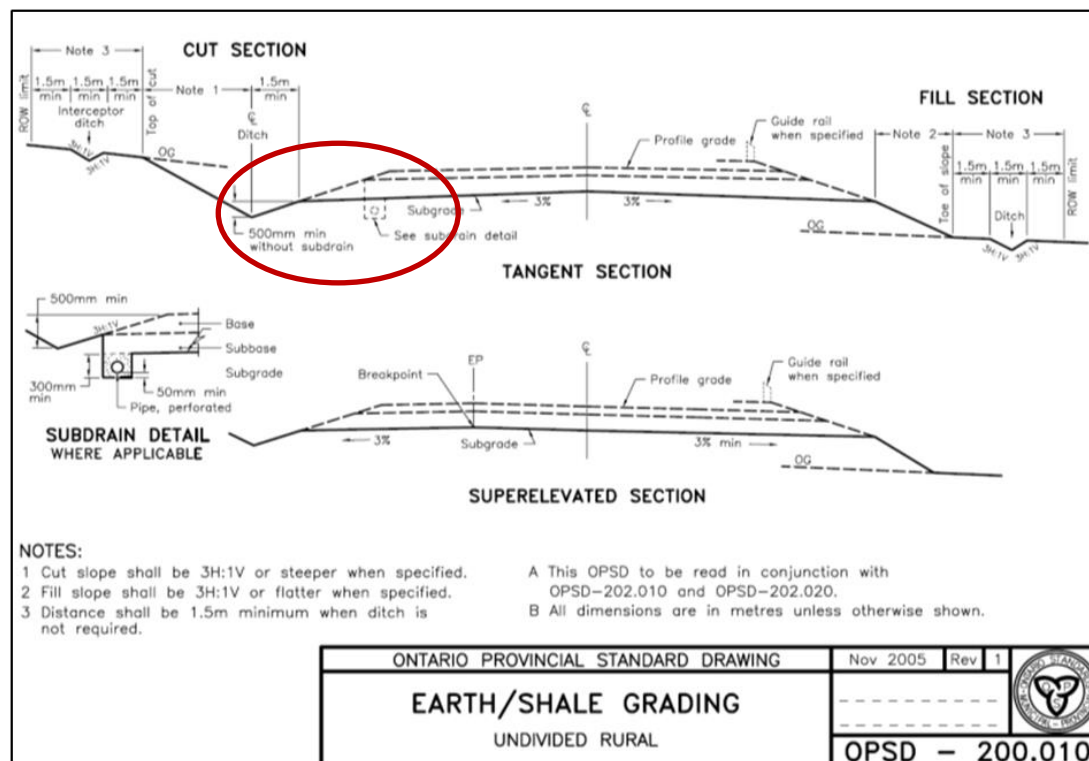 CUT SECTION
Note 3
1.5m 1.5m 1.5m
min min min
Note 1
1.5m
min
ROW limit
Top of cut
Interceptor
ditch
3H:1V
3H:1V
OG
℄
Ditch
500mm min
without subdrain
Subgrade
See subdrain detail
3%
3%
℄
Profile grade
Guide rail
when specified
FILL SECTION
Note 2
Note 3
1.5m 1.5m 1.5m
min min min
Toe of slope
ROW limit
Ditch
3H:1V
3H:1V
OG
TANGENT SECTION
500mm min
3H:1V
Base
Subbase
Subgrade
300mm
min
50mm min
Pipe, perforated
SUBDRAIN DETAIL
WHERE APPLICABLE
EP
Breakpoint
℄
Profile grade
Guide rail
when specified
3%
Subgrade
3% min
OG
SUPERELEVATED SECTION
NOTES:
1 Cut slope shall be 3H:1V or steeper when specified.
2 Fill slope shall be 3H:1V or flatter when specified.
3 Distance shall be 1.5m minimum when ditch is
not required.
A This OPSD to be read in conjunction with
OPSD-202.010 and OPSD-202.020.
B All dimensions are in metres unless otherwise shown.
ONTARIO PROVINCIAL STANDARD DRAWING
Nov 2005 Rev 1
EARTH/SHALE GRADING
UNDIVIDED RURAL
OPSD - 200.010